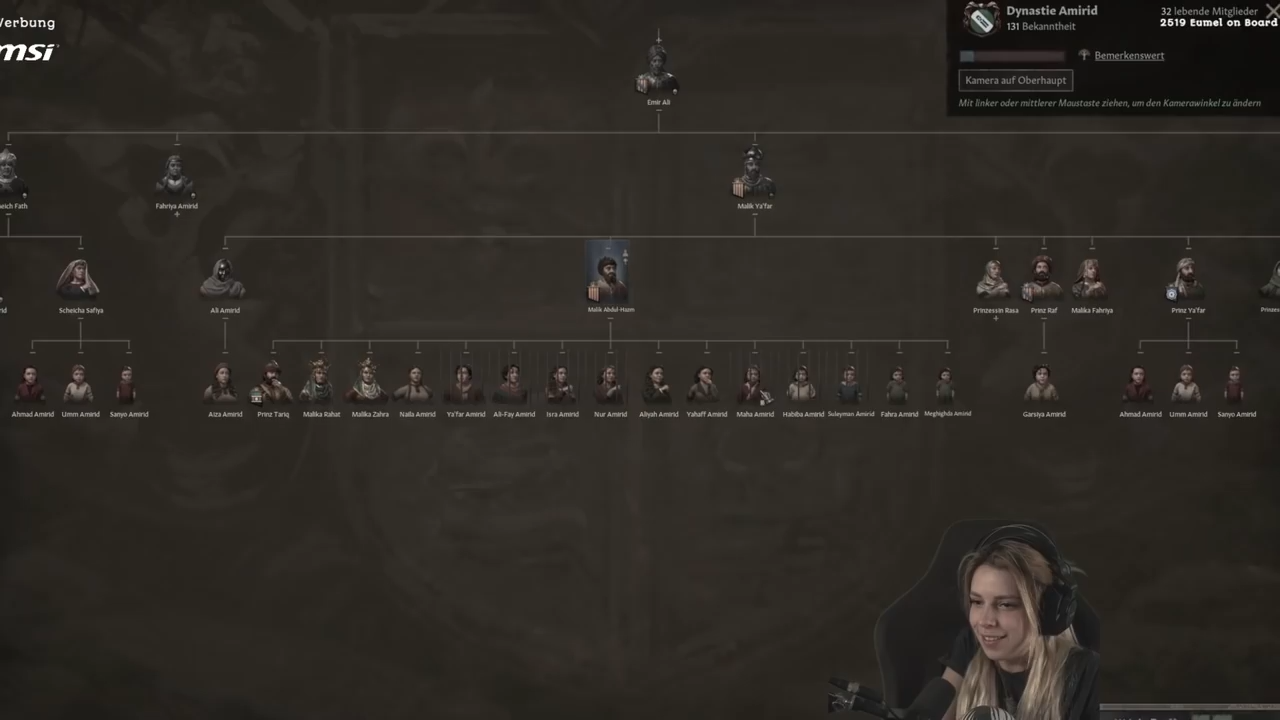 Werbung
msi
Dynastie Amirid
131 Bekanntheit
32 lebende Mitglieder
2519 Eumel on Board
Bemerkenswert
Kamera auf Oberhaupt
Mit linker oder mittlerer Maustaste ziehen, um den Kamerawinkel zu ändern
Emir Ali
Fath
Fahriya Amirid
Malik Ya'far
Scheicha Safiya
Ali Amirid
Malik Abdul-Hazm
Prinzessin Rasa
Prinz Raf
Malika Fahriya
Prinz Ya'far
Ahmad Amirid
Umm Amirid
Sanyo Amirid
Aiza Amirid
Prinz Tariq
Malika Rahat
Malika Zahra
Naila Amirid
Ya'far Amirid
Ali-Fay Amirid
Isra Amirid
Nur Amirid
Aliyah Amirid
Yahaff Amirid
Maha Amirid
Habiba Amirid
Suleyman Amirid
Fahra Amirid
Meghighda Amirid
Garsiya Amirid
Ahmad Amirid
Umm Amirid
Sanyo Amirid